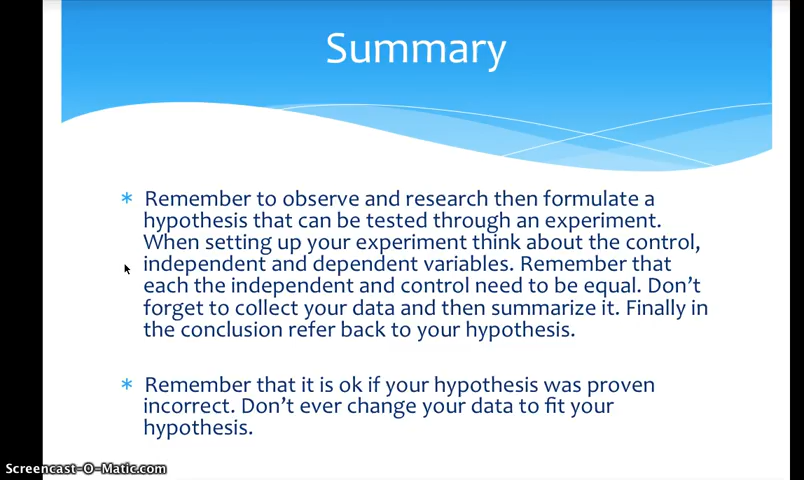 Summary
* Remember to observe and research then formulate a
hypothesis that can be tested through an experiment.
When setting up your experiment think about the control,
independent and dependent variables. Remember that
each the independent and control need to be equal. Don't
forget to collect your data and then summarize it. Finally in
the conclusion refer back to your hypothesis.
* Remember that it is ok if your hypothesis was proven
incorrect. Don't ever change your data to fit your
hypothesis.
Screencast-O-Matic.com